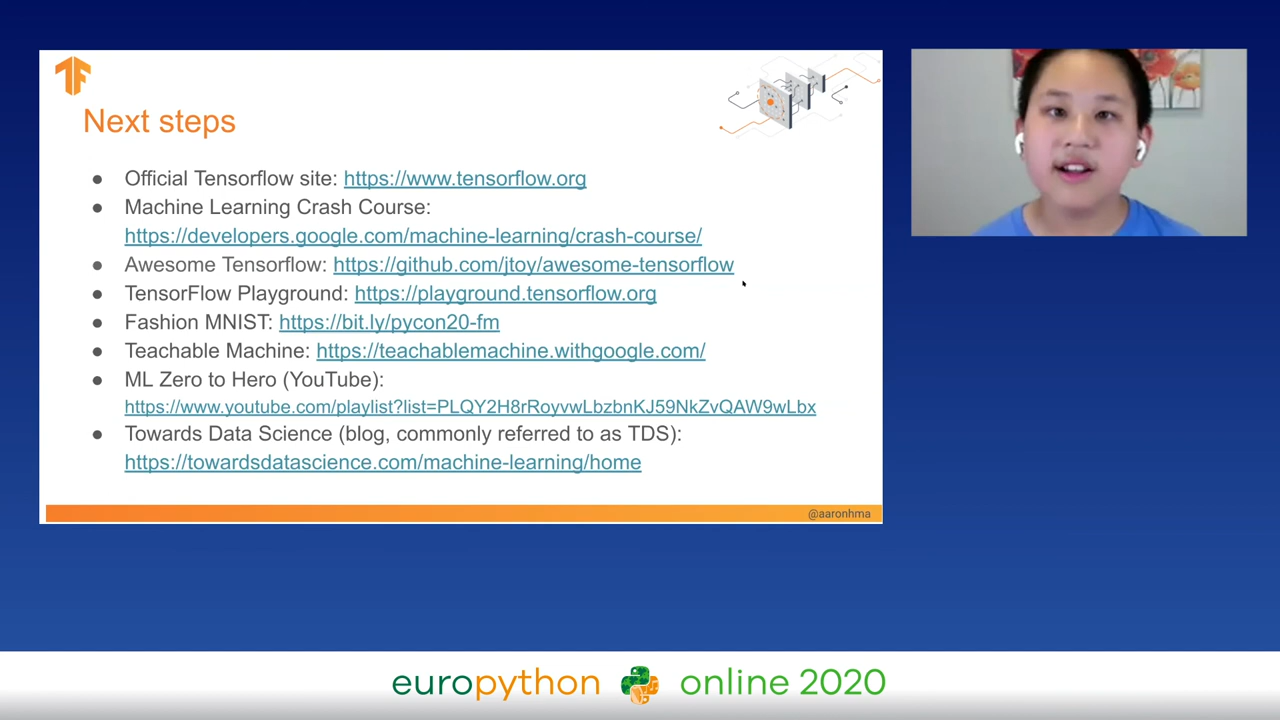 Next steps
● Official Tensorflow site: https://www.tensorflow.org
● Machine Learning Crash Course:
https://developers.google.com/machine-learning/crash-course/
● Awesome Tensorflow: https://github.com/jtoy/awesome-tensorflow
● TensorFlow Playground: https://playground.tensorflow.org
● Fashion MNIST: https://bit.ly/pycon20-fm
● Teachable Machine: https://teachablemachine.withgoogle.com/
● ML Zero to Hero (YouTube):
https://www.youtube.com/playlist?list=PLQY2H8rRoyvwLbzbnKJ59NkZvQAW9wLbx
● Towards Data Science (blog, commonly referred to as TDS):
https://towardsdatascience.com/machine-learning/home
@aaronhma
europython online 2020